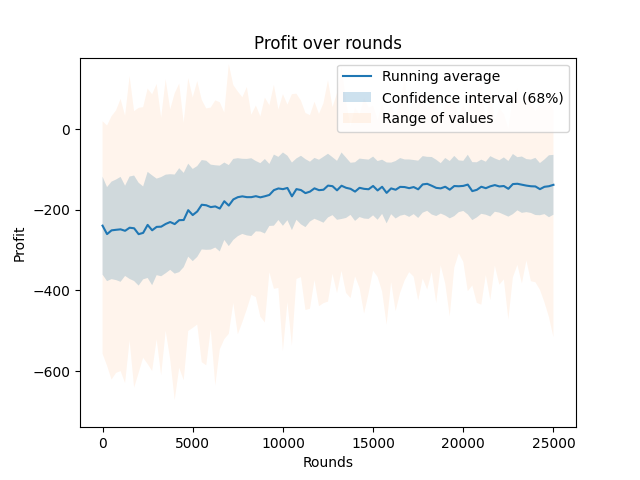 Profit over rounds
Running average
Confidence interval (68%)
Range of values
0
−200
−400
−600
Profit
0
5000
10000
15000
20000
25000
Rounds